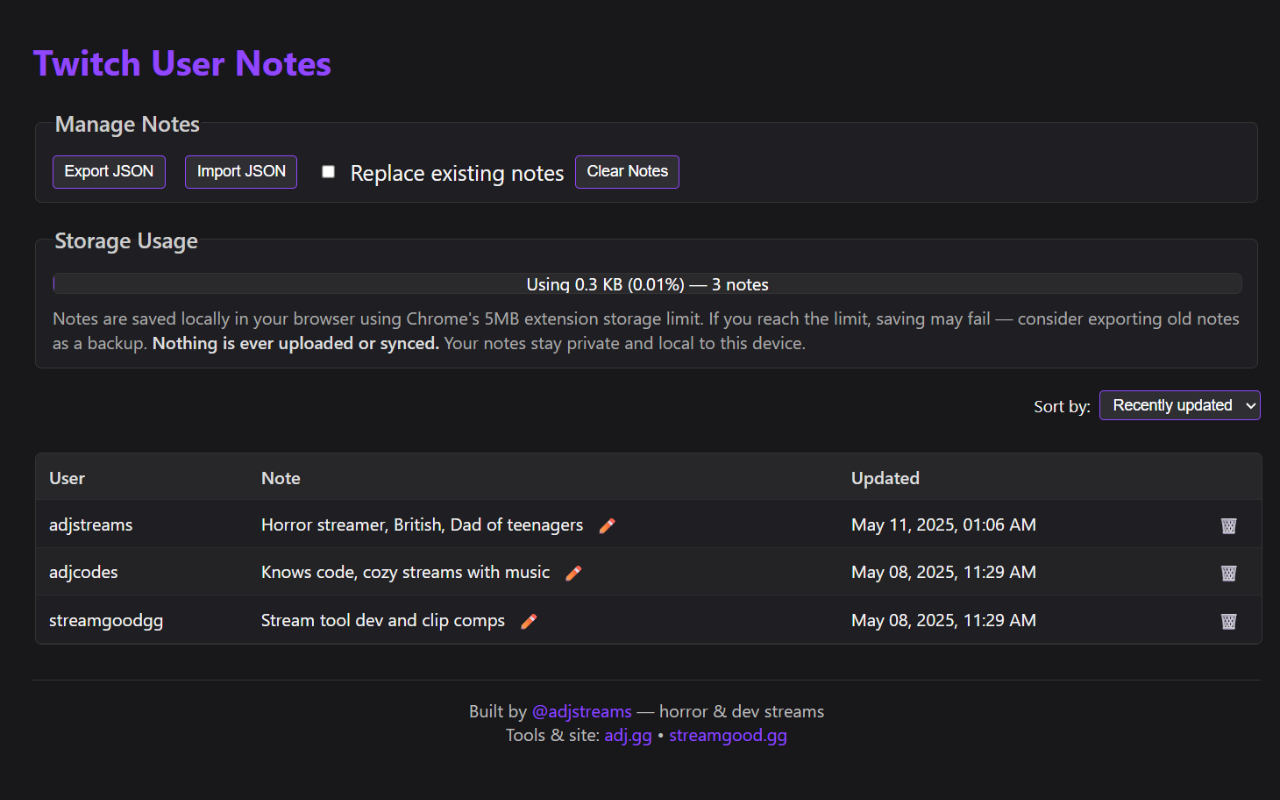 Twitch User Notes
Manage Notes
Export JSON Import JSON Replace existing notes Clear Notes
Storage Usage
Using 0.3 KB (0.01%) — 3 notes
Notes are saved locally in your browser using Chrome's 5MB extension storage limit. If you reach the limit, saving may fail — consider exporting old notes
as a backup. Nothing is ever uploaded or synced. Your notes stay private and local to this device.
Sort by: Recently updated
User Note Updated
adjstreams Horror streamer, British, Dad of teenagers May 11, 2025, 01:06 AM
adjcodes Knows code, cozy streams with music May 08, 2025, 11:29 AM
streamgoodgg Stream tool dev and clip comps May 08, 2025, 11:29 AM
Built by @adjstreams — horror & dev streams
Tools & site: adj.gg • streamgood.gg